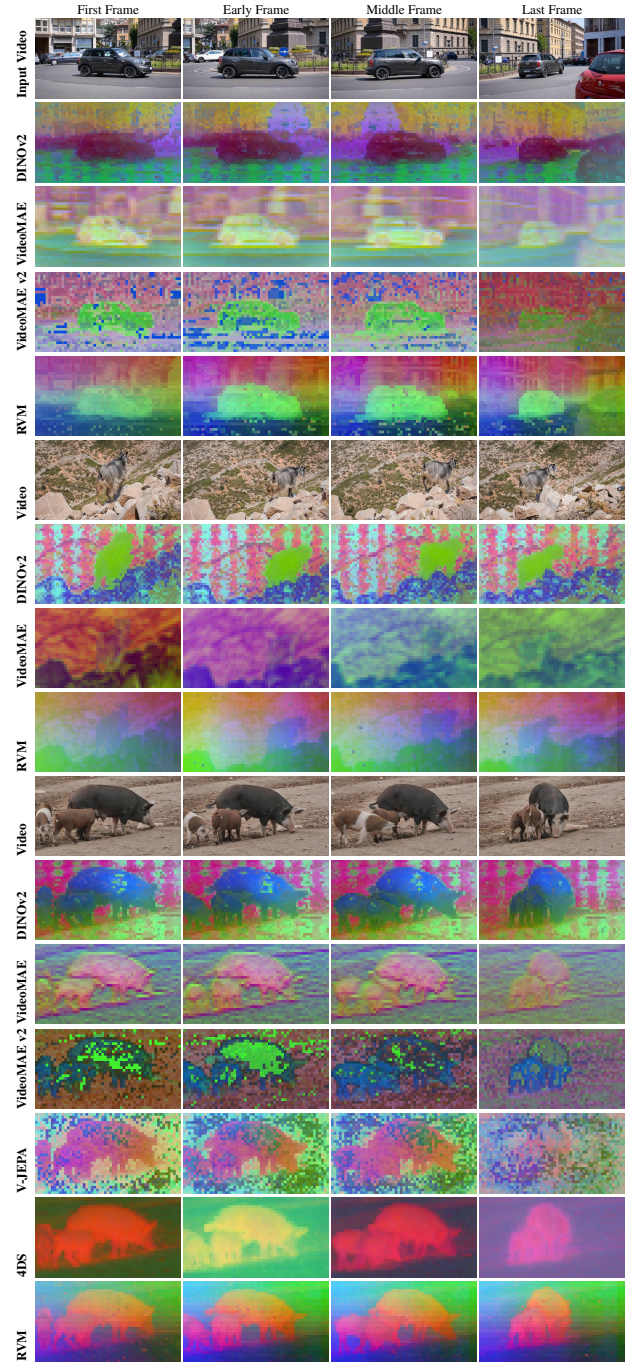 First Frame
Early Frame
Middle Frame
Last Frame
Input Video
DINOv2
VideoMAE
VideoMAE v2
RVM
Video
DINOv2
VideoMAE
RVM
Video
DINOv2
VideoMAE
VideoMAE v2
V-JEPA
4DS
RVM